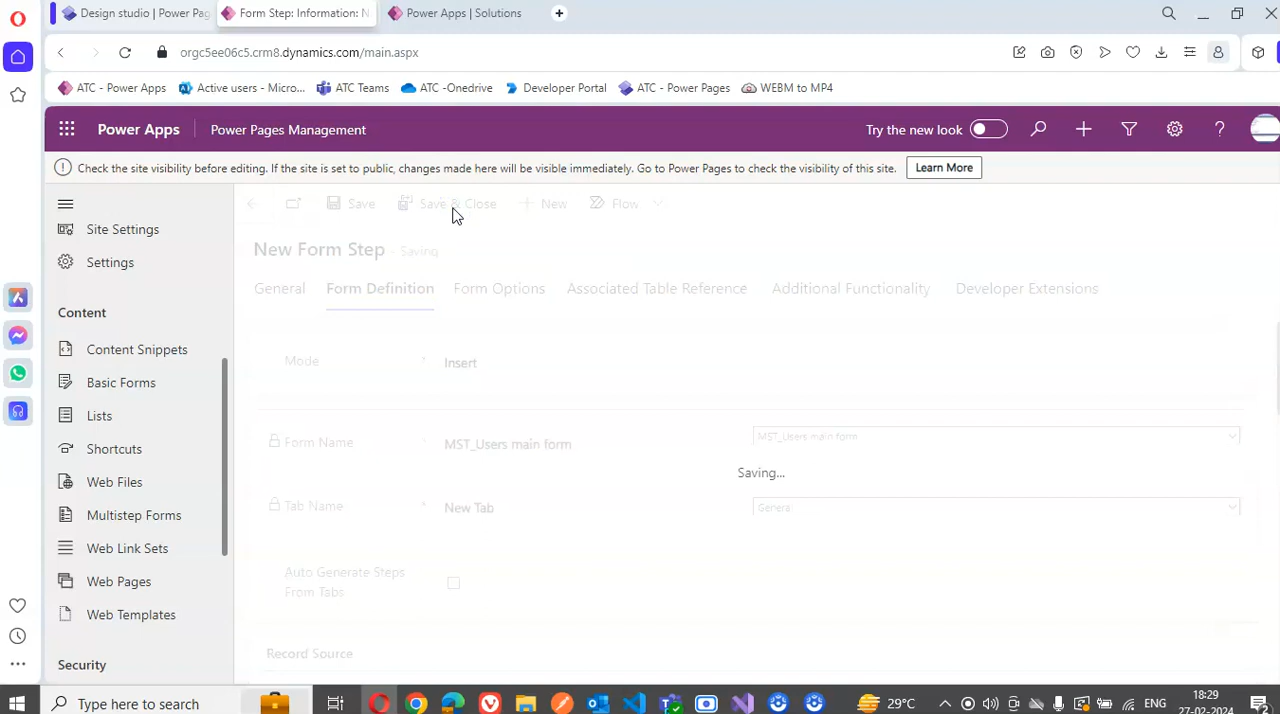 Design studio | Power Pag
Form Step: Information: N
Power Apps | Solutions
orgc5ee06c5.crm8.dynamics.com/main.aspx
ATC - Power Apps
Active users - Micro...
ATC Teams
ATC -Onedrive
Developer Portal
ATC - Power Pages
WEBM to MP4
Power Apps
Power Pages Management
Try the new look
Check the site visibility before editing. If the site is set to public, changes made here will be visible immediately. Go to Power Pages to check the visibility of this site.
Learn More
Site Settings
Settings
Content
Content Snippets
Basic Forms
Lists
Shortcuts
Web Files
Multistep Forms
Web Link Sets
Web Pages
Web Templates
Security
Save
Save & Close
New
Flow
New Form Step - Saving
General
Form Definition
Form Options
Associated Table Reference
Additional Functionality
Developer Extensions
Mode * Insert
Form Name * MST_Users main form
MST_Users main form
Saving...
Tab Name * New Tab
General
Auto Generate Steps
From Tabs
Record Source
Type here to search
29°C
ENG
18:29
27-02-2024
2